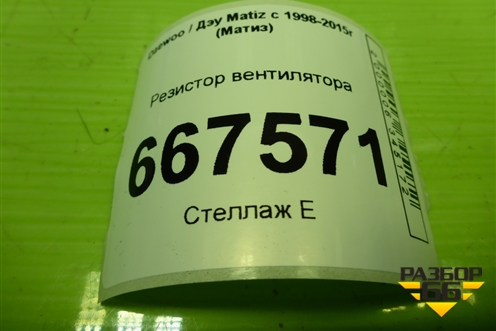 Daewoo / Дэу Matiz с 1998-2015г
(Матиз)
Резистор вентилятора
667571
Стеллаж Е
РАЗБОР
66